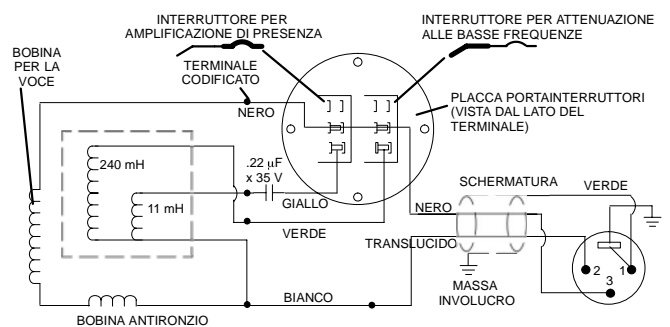 INTERRUTTORE PER
AMPLIFICAZIONE DI PRESENZA
INTERRUTTORE PER ATTENUAZIONE
ALLE BASSE FREQUENZE
BOBINA
PER LA
VOCE
TERMINALE
CODIFICATO
NERO
PLACCA PORTAINTERRUTTORI
(VISTA DAL LATO DEL
TERMINALE)
240 mH
11 mH
.22 µF
x 35 V
GIALLO
VERDE
SCHERMATURA
VERDE
NERO
TRANSLUCIDO
2
1
3
MASSA
INVOLUCRO
BIANCO
BOBINA ANTIRONZIO